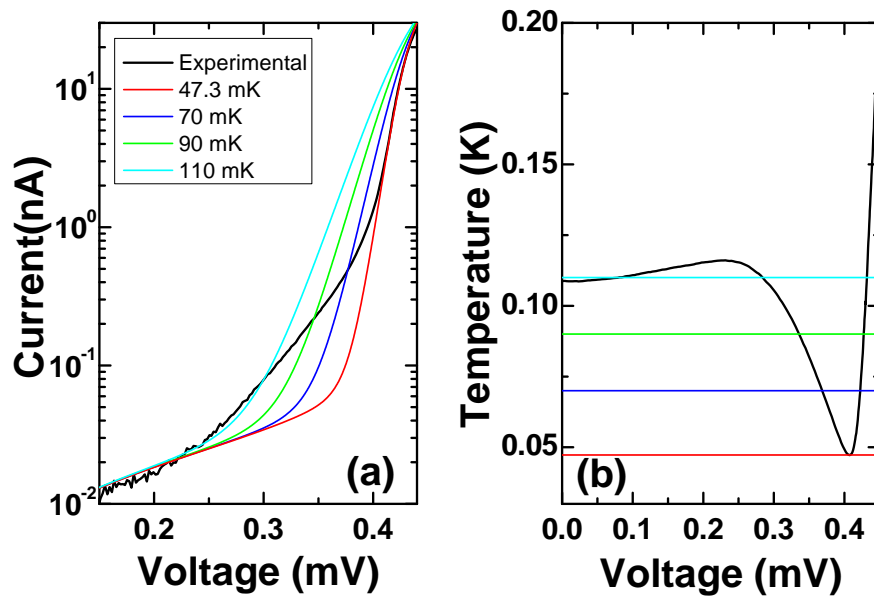 Experimental
47.3 mK
70 mK
90 mK
110 mK
10^1
10^0
10^-1
10^-2
Current(nA)
0.2 0.3 0.4
Voltage (mV)
(a)
0.20
0.15
0.10
0.05
Temperature (K)
0.0 0.1 0.2 0.3 0.4
Voltage (mV)
(b)